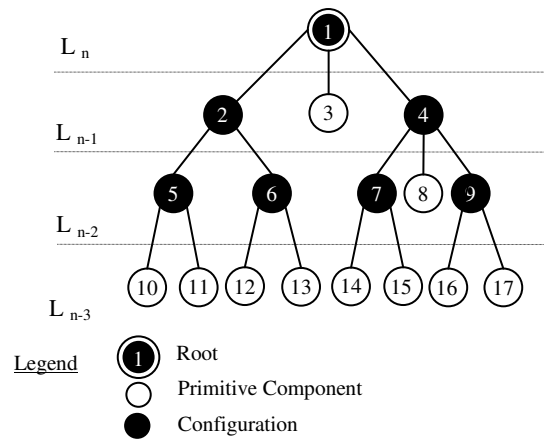 1
L n
2 3 4
L n-1
5 6 7 8 9
L n-2
10 11 12 13 14 15 16 17
L n-3
Legend
1 Root
Primitive Component
Configuration